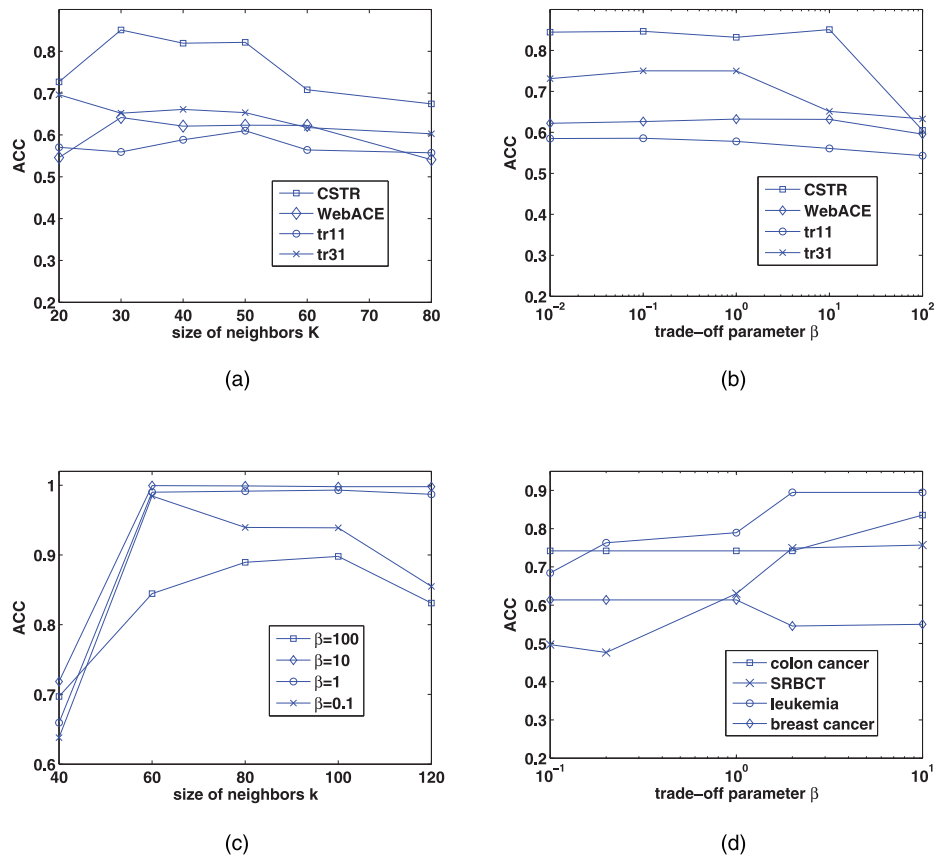 0.9
0.8
0.7
0.6
0.5
0.4
0.3
0.2
ACC
CSTR
WebACE
tr11
tr31
20 30 40 50 60 70 80
size of neighbors K
(a)
0.9
0.8
0.7
0.6
0.5
0.4
0.3
0.2
ACC
CSTR
WebACE
tr11
tr31
10⁻² 10⁻¹ 10⁰ 10¹ 10²
trade−off parameter β
(b)
1
0.9
0.8
0.7
0.6
ACC
β=100
β=10
β=1
β=0.1
40 60 80 100 120
size of neighbors k
(c)
0.9
0.8
0.7
0.6
0.5
0.4
0.3
0.2
ACC
colon cancer
SRBCT
leukemia
breast cancer
10⁻¹ 10⁰ 10¹
trade−off parameter β
(d)